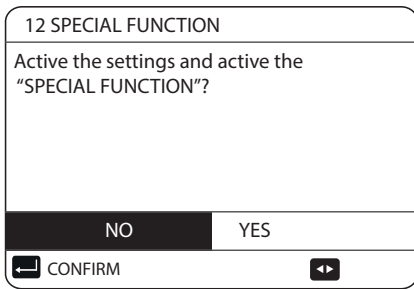 12 SPECIAL FUNCTION
Active the settings and active the
“SPECIAL FUNCTION”?
NO YES
CONFIRM